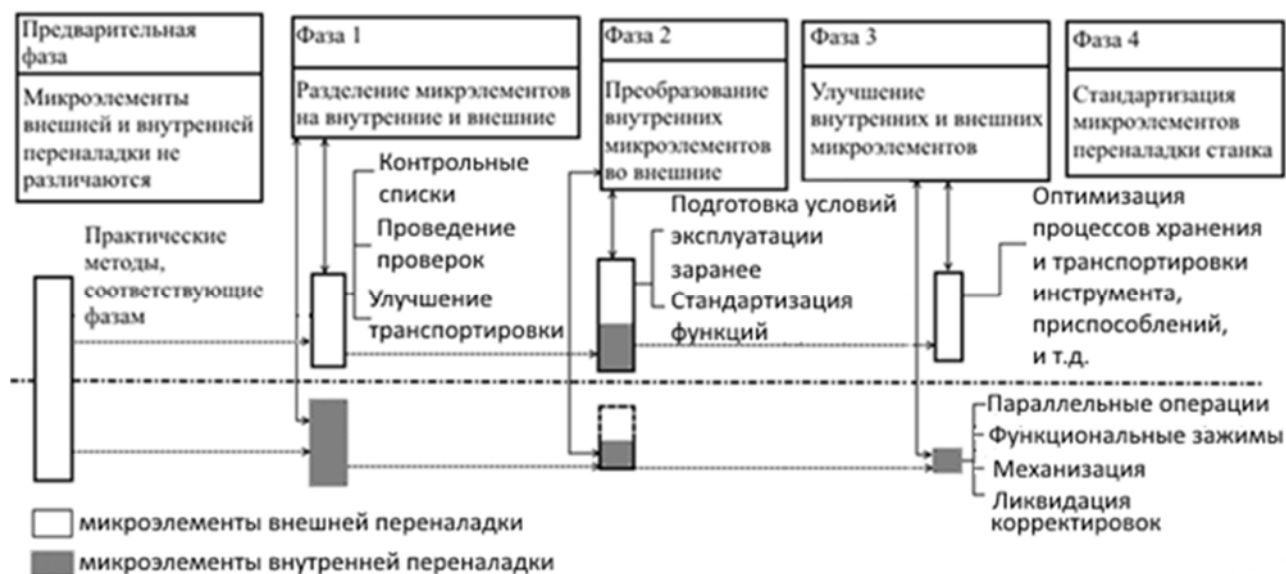 Предварительная
фаза
Микроэлементы
внешней и внутренней
переналадки не
различаются
Фаза 1
Разделение микрэлементов
на внутренние и внешние
Фаза 2
Преобразование
внутренних
микроэлементов
во внешние
Фаза 3
Улучшение
внутренних и внешних
микроэлементов
Фаза 4
Стандартизация
микроэлементов
переналадки станка
Практические
методы,
соответствующие
фазам
Контрольные
списки
Проведение
проверок
Улучшение
транспортировки
Подготовка условий
эксплуатации
заранее
Стандартизация
функций
Оптимизация
процессов хранения
и транспортировки
инструмента,
приспособлений,
и т.д.
Параллельные операции
Функциональные зажимы
Механизация
Ликвидация
корректировок
микроэлементы внешней переналадки
микроэлементы внутренней переналадки